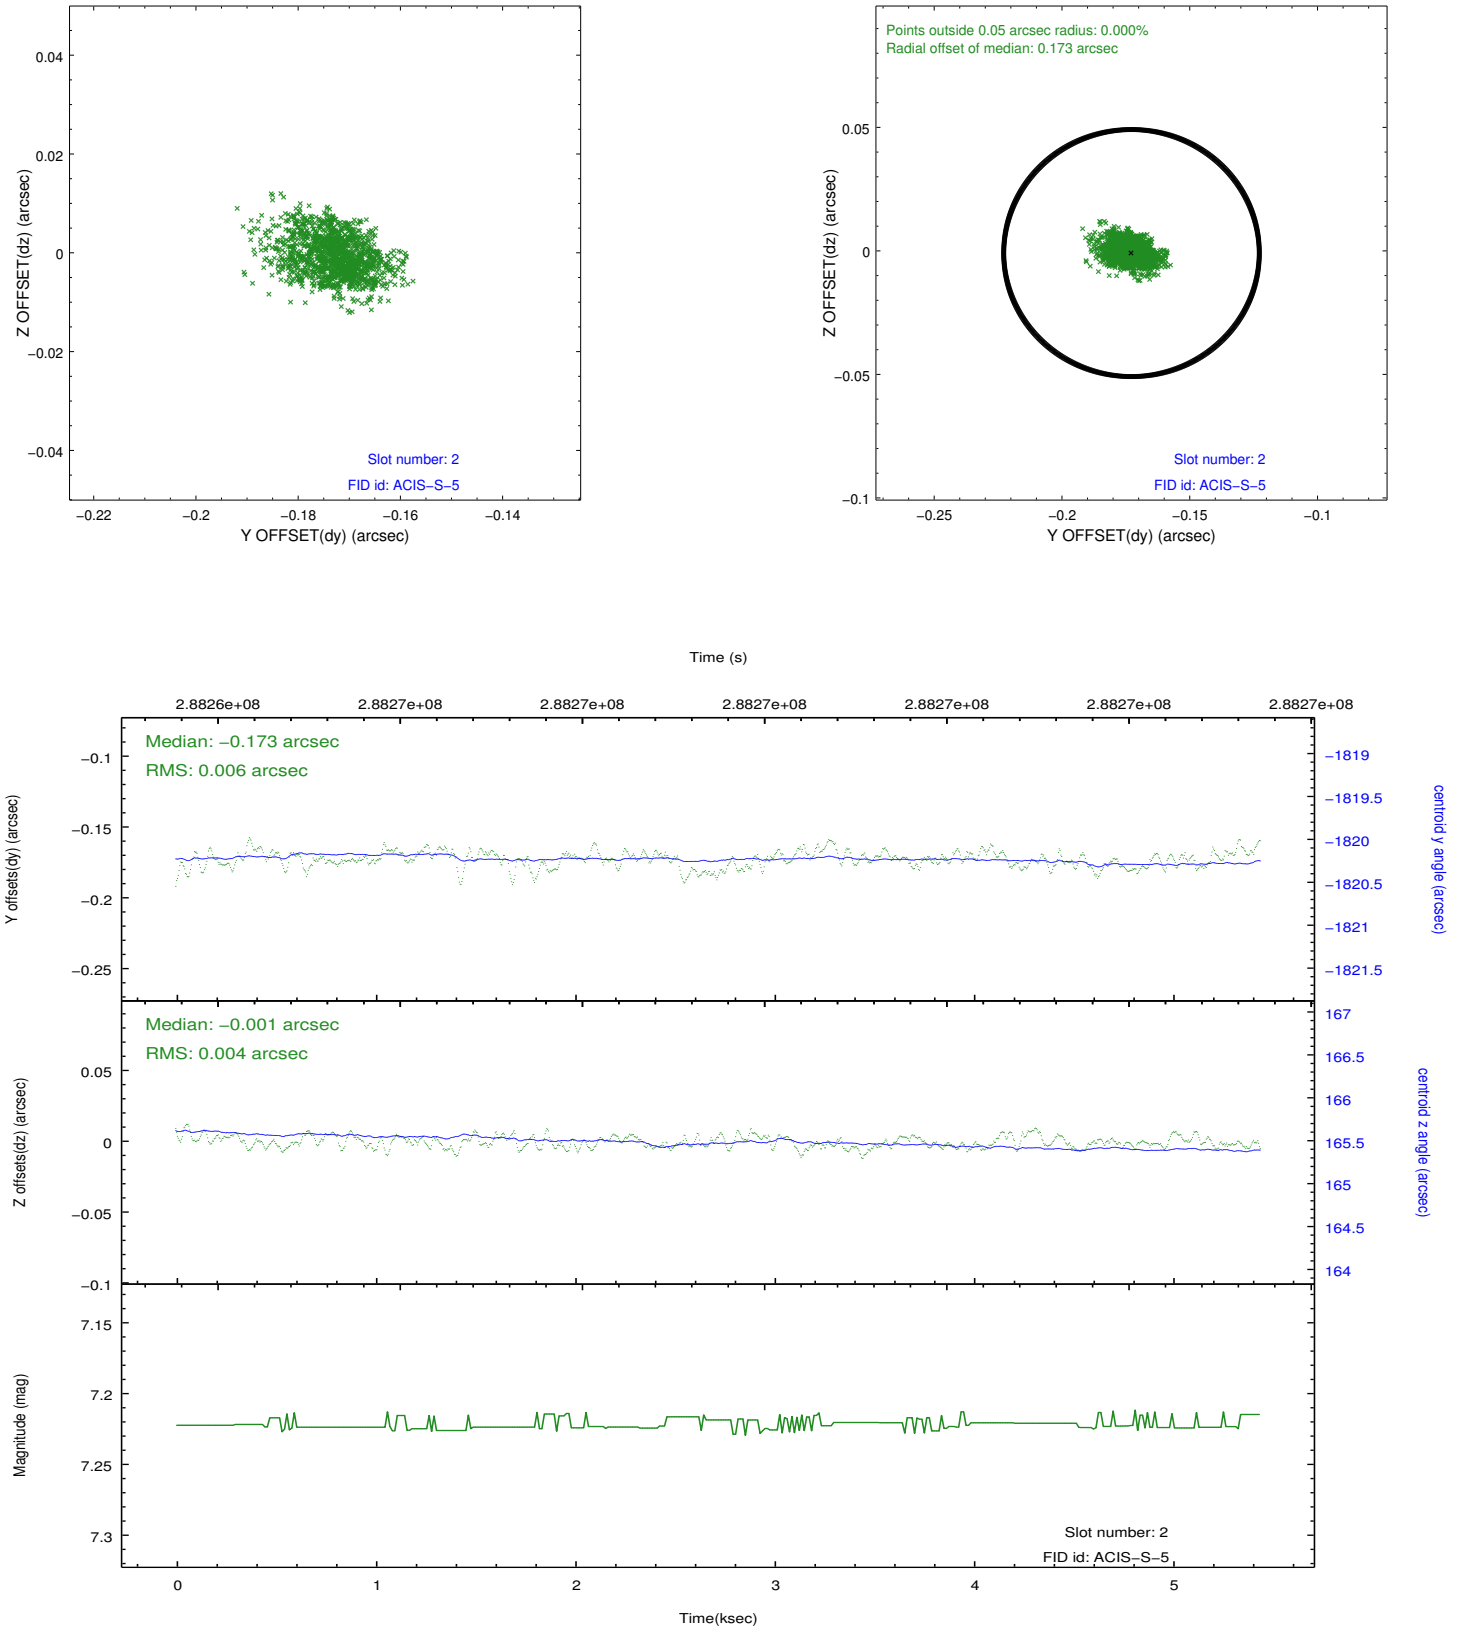 0.04
0.02
0
−0.02
−0.04
Z OFFSET(dz) (arcsec)
Slot number: 2
FID id: ACIS−S−5
−0.22
−0.2
−0.18
−0.16
−0.14
Y OFFSET(dy) (arcsec)
Points outside 0.05 arcsec radius: 0.000%
Radial offset of median: 0.173 arcsec
0.05
0
−0.05
−0.1
Z OFFSET(dz) (arcsec)
Slot number: 2
FID id: ACIS−S−5
−0.25
−0.2
−0.15
−0.1
Y OFFSET(dy) (arcsec)
Time (s)
2.8826e+08
2.8827e+08
2.8827e+08
2.8827e+08
2.8827e+08
2.8827e+08
2.8827e+08
Median: −0.173 arcsec
RMS: 0.006 arcsec
−0.1
−0.15
−0.2
−0.25
Y offsets(dy) (arcsec)
−1819
−1819.5
−1820
−1820.5
−1821
−1821.5
centroid y angle (arcsec)
Median: −0.001 arcsec
RMS: 0.004 arcsec
0.05
0
−0.05
−0.1
Z offsets(dz) (arcsec)
167
166.5
166
165.5
165
164.5
164
centroid z angle (arcsec)
7.15
7.2
7.25
7.3
Magnitude (mag)
Slot number: 2
FID id: ACIS−S−5
0
1
2
3
4
5
Time(ksec)